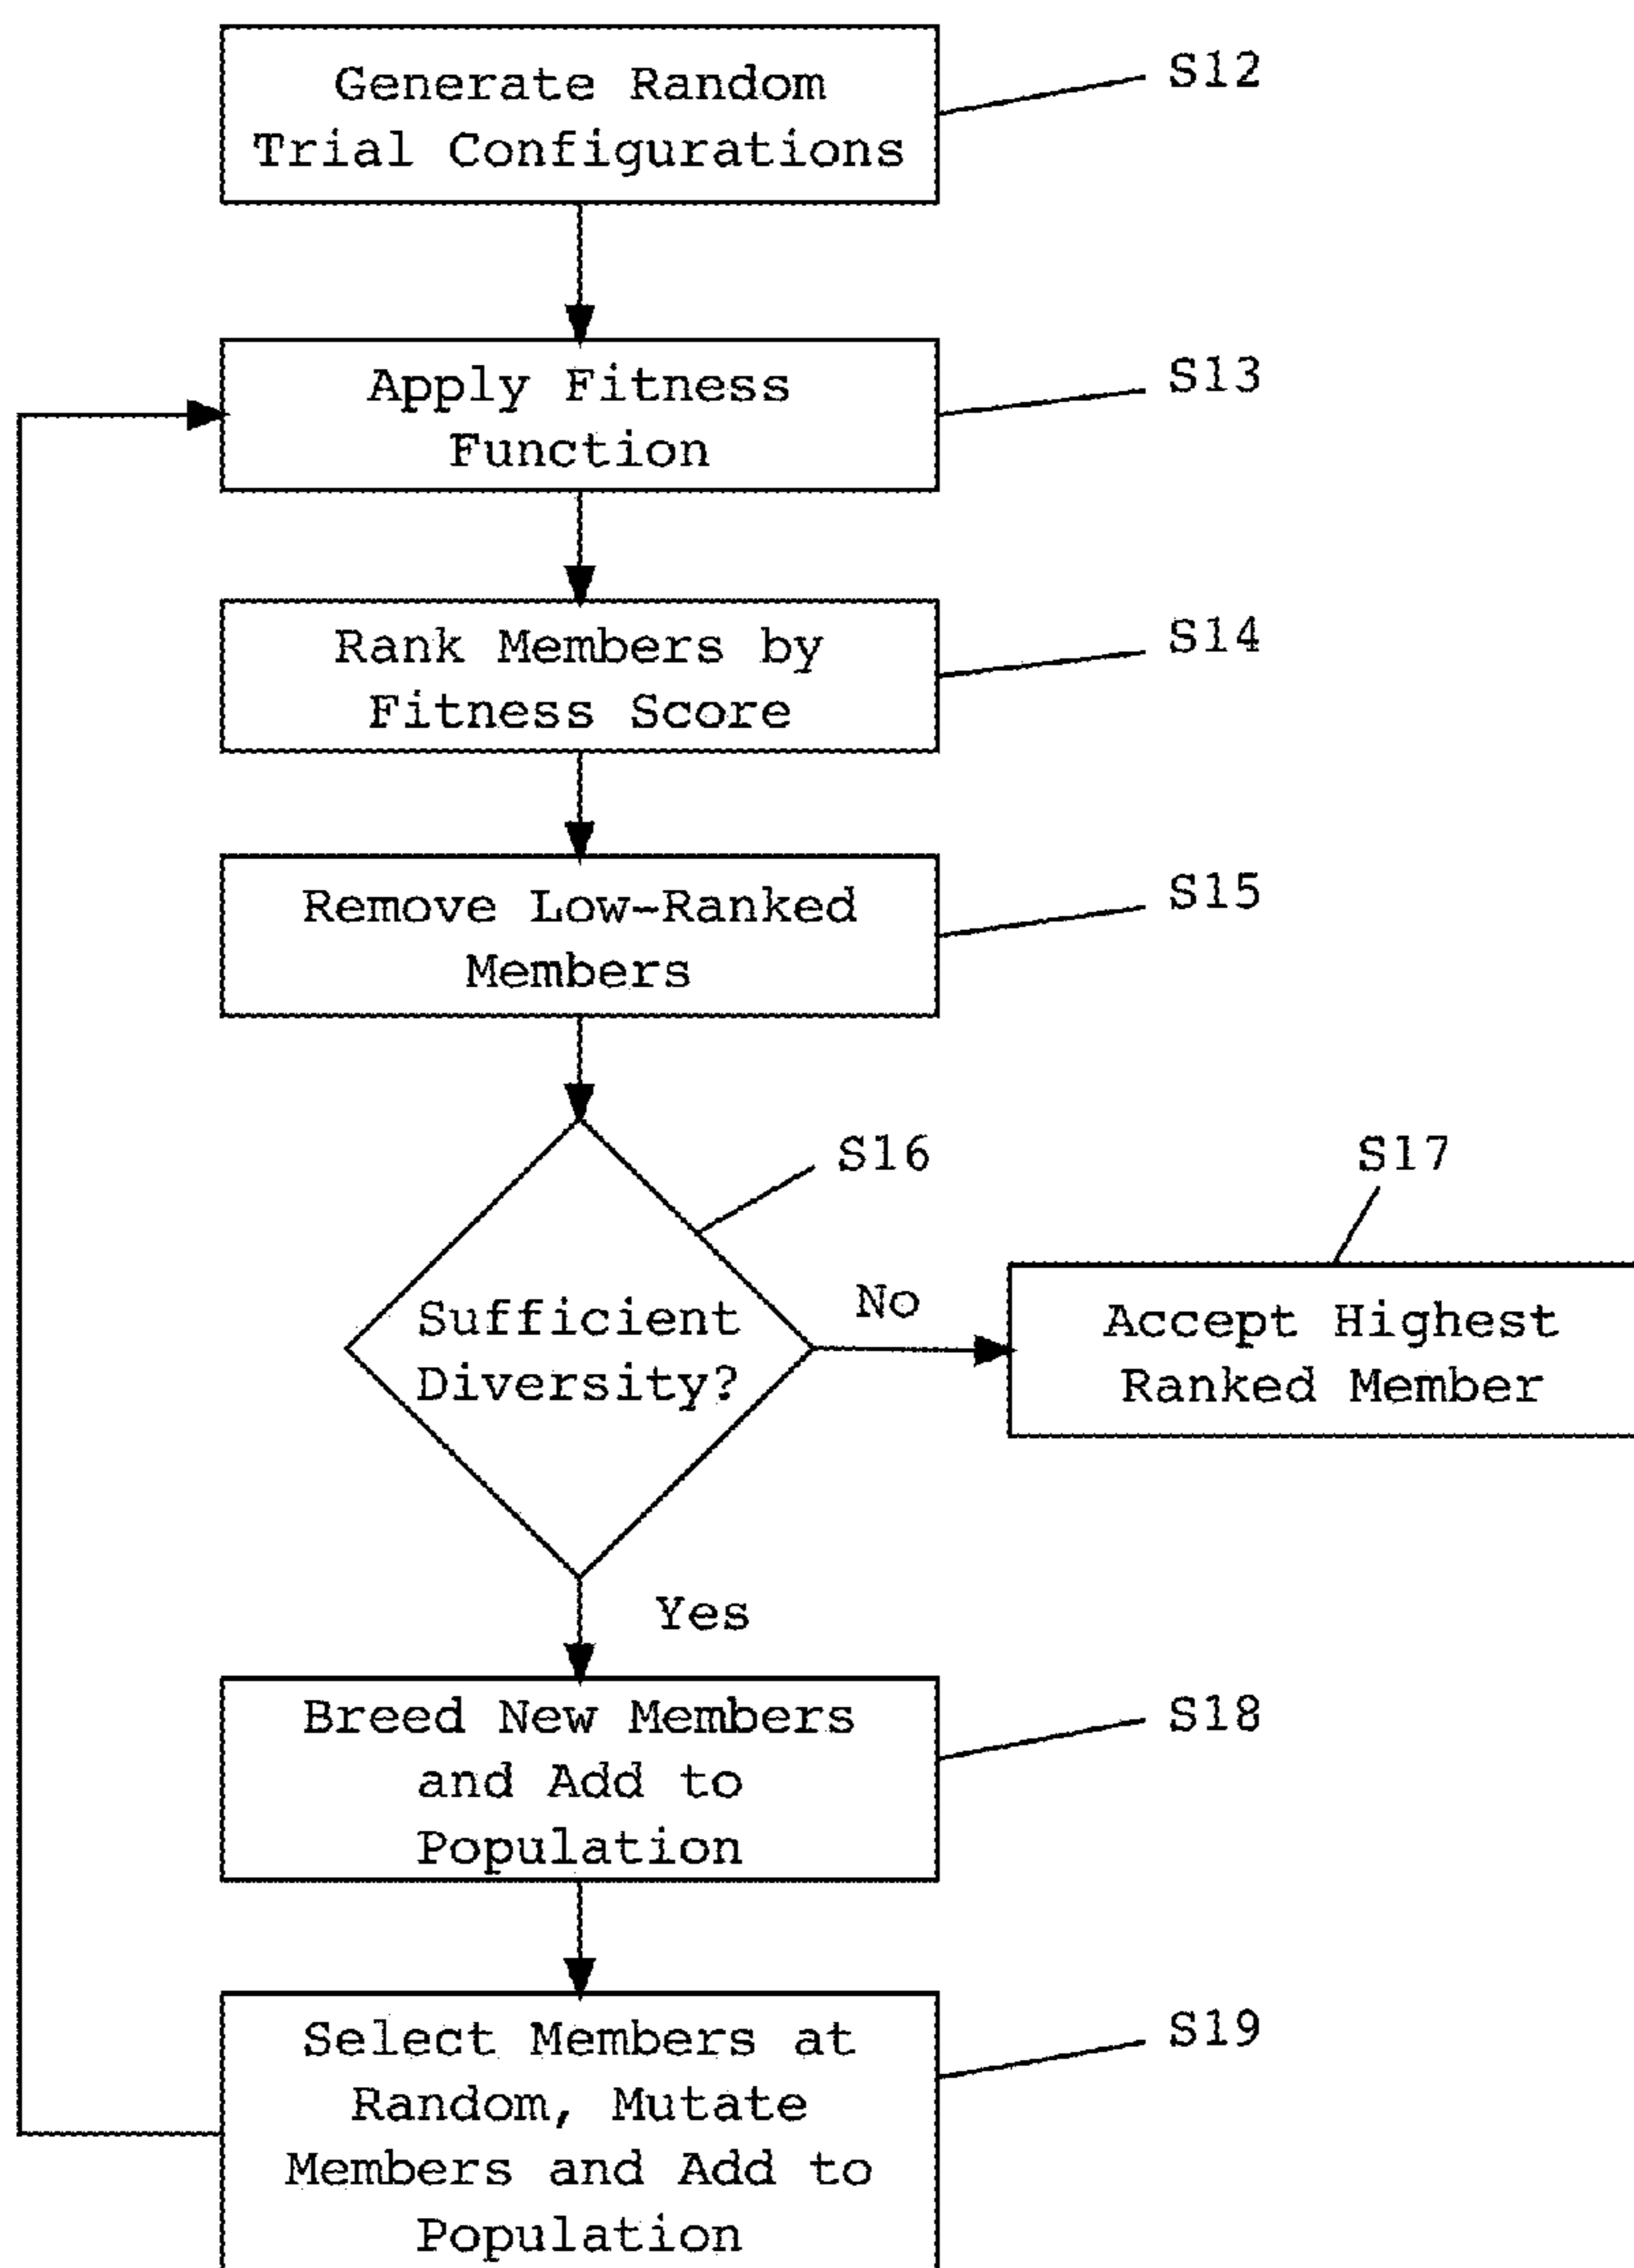 Generate Random
Trial Configurations
S12
Apply Fitness
Function
S13
Rank Members by
Fitness Score
S14
Remove Low-Ranked
Members
S15
S16
S17
Sufficient
Diversity?
No
Accept Highest
Ranked Member
Yes
Breed New Members
and Add to
Population
S18
Select Members at
Random, Mutate
Members and Add to
Population
S19